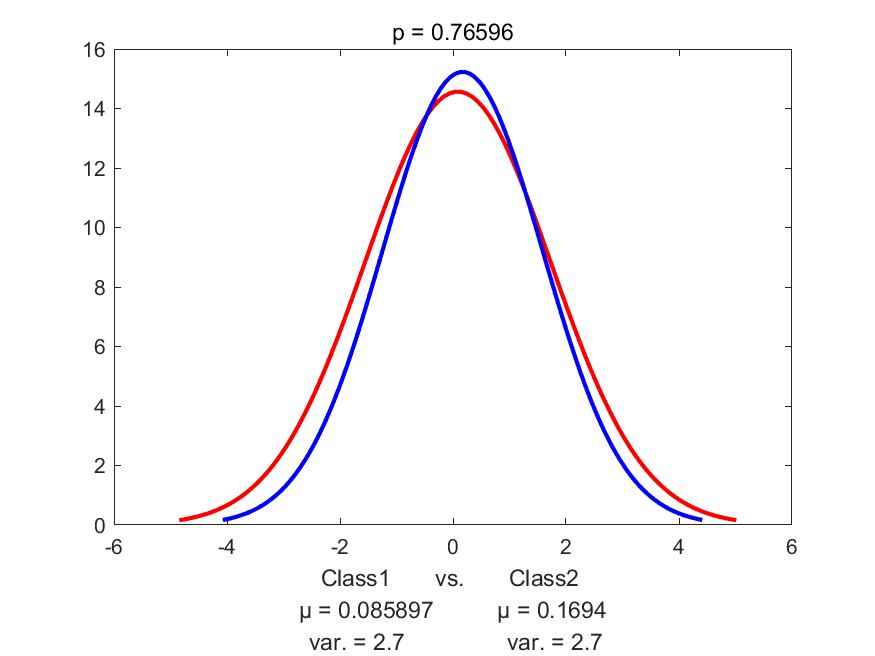 p = 0.76596
16
14
12
10
8
6
4
2
0
-6 -4 -2 0 2 4 6
Class1 vs. Class2
μ = 0.085897 μ = 0.1694
var. = 2.7 var. = 2.7